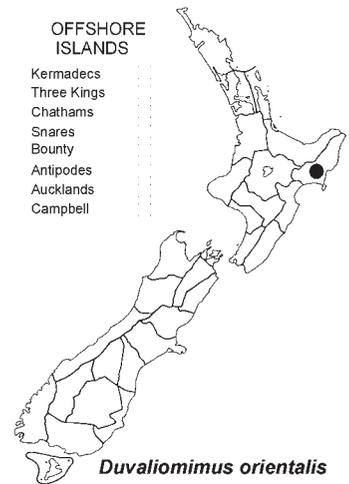 OFFSHORE
ISLANDS
Kermadecs
Three Kings
Chathams
Snares
Bounty
Antipodes
Aucklands
Campbell
Duvaliomimus orientalis